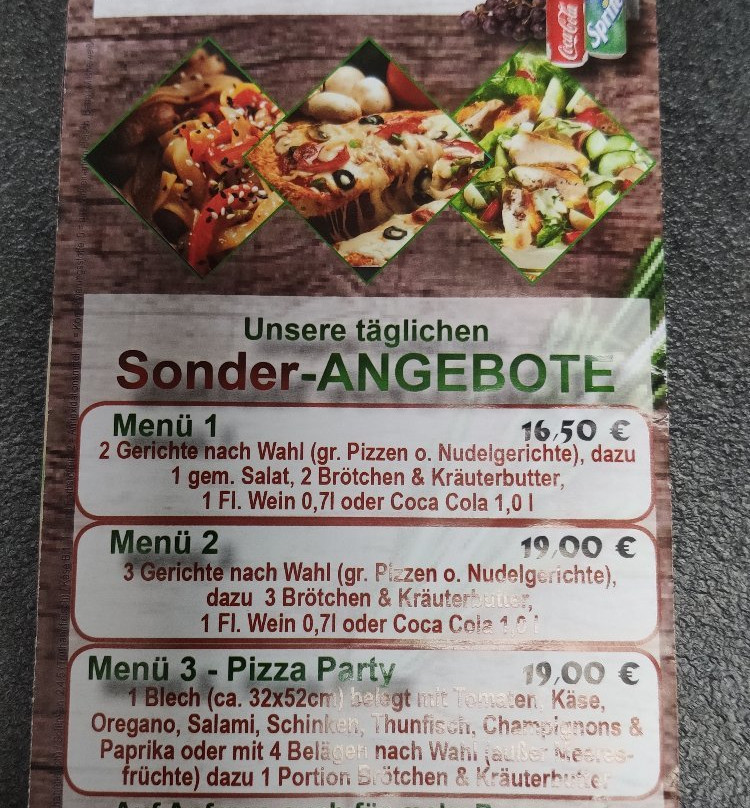 Coca-Cola
Sprite
Unsere täglichen
Sonder-ANGEBOTE
Menü 1 16,50 €
2 Gerichte nach Wahl (gr. Pizzen o. Nudelgerichte), dazu
1 gem. Salat, 2 Brötchen & Kräuterbutter,
1 Fl. Wein 0,7l oder Coca Cola 1,0 l
Menü 2 19,00 €
3 Gerichte nach Wahl (gr. Pizzen o. Nudelgerichte),
dazu 3 Brötchen & Kräuterbutter,
1 Fl. Wein 0,7l oder Coca Cola 1,0 l
Menü 3 - Pizza Party 19,00 €
1 Blech (ca. 32x52cm) belegt mit Tomaten, Käse,
Oregano, Salami, Schinken, Thunfisch, Champignons &
Paprika oder mit 4 Belägen nach Wahl (außer Meeres-
früchte) dazu 1 Portion Brötchen & Kräuterbutter